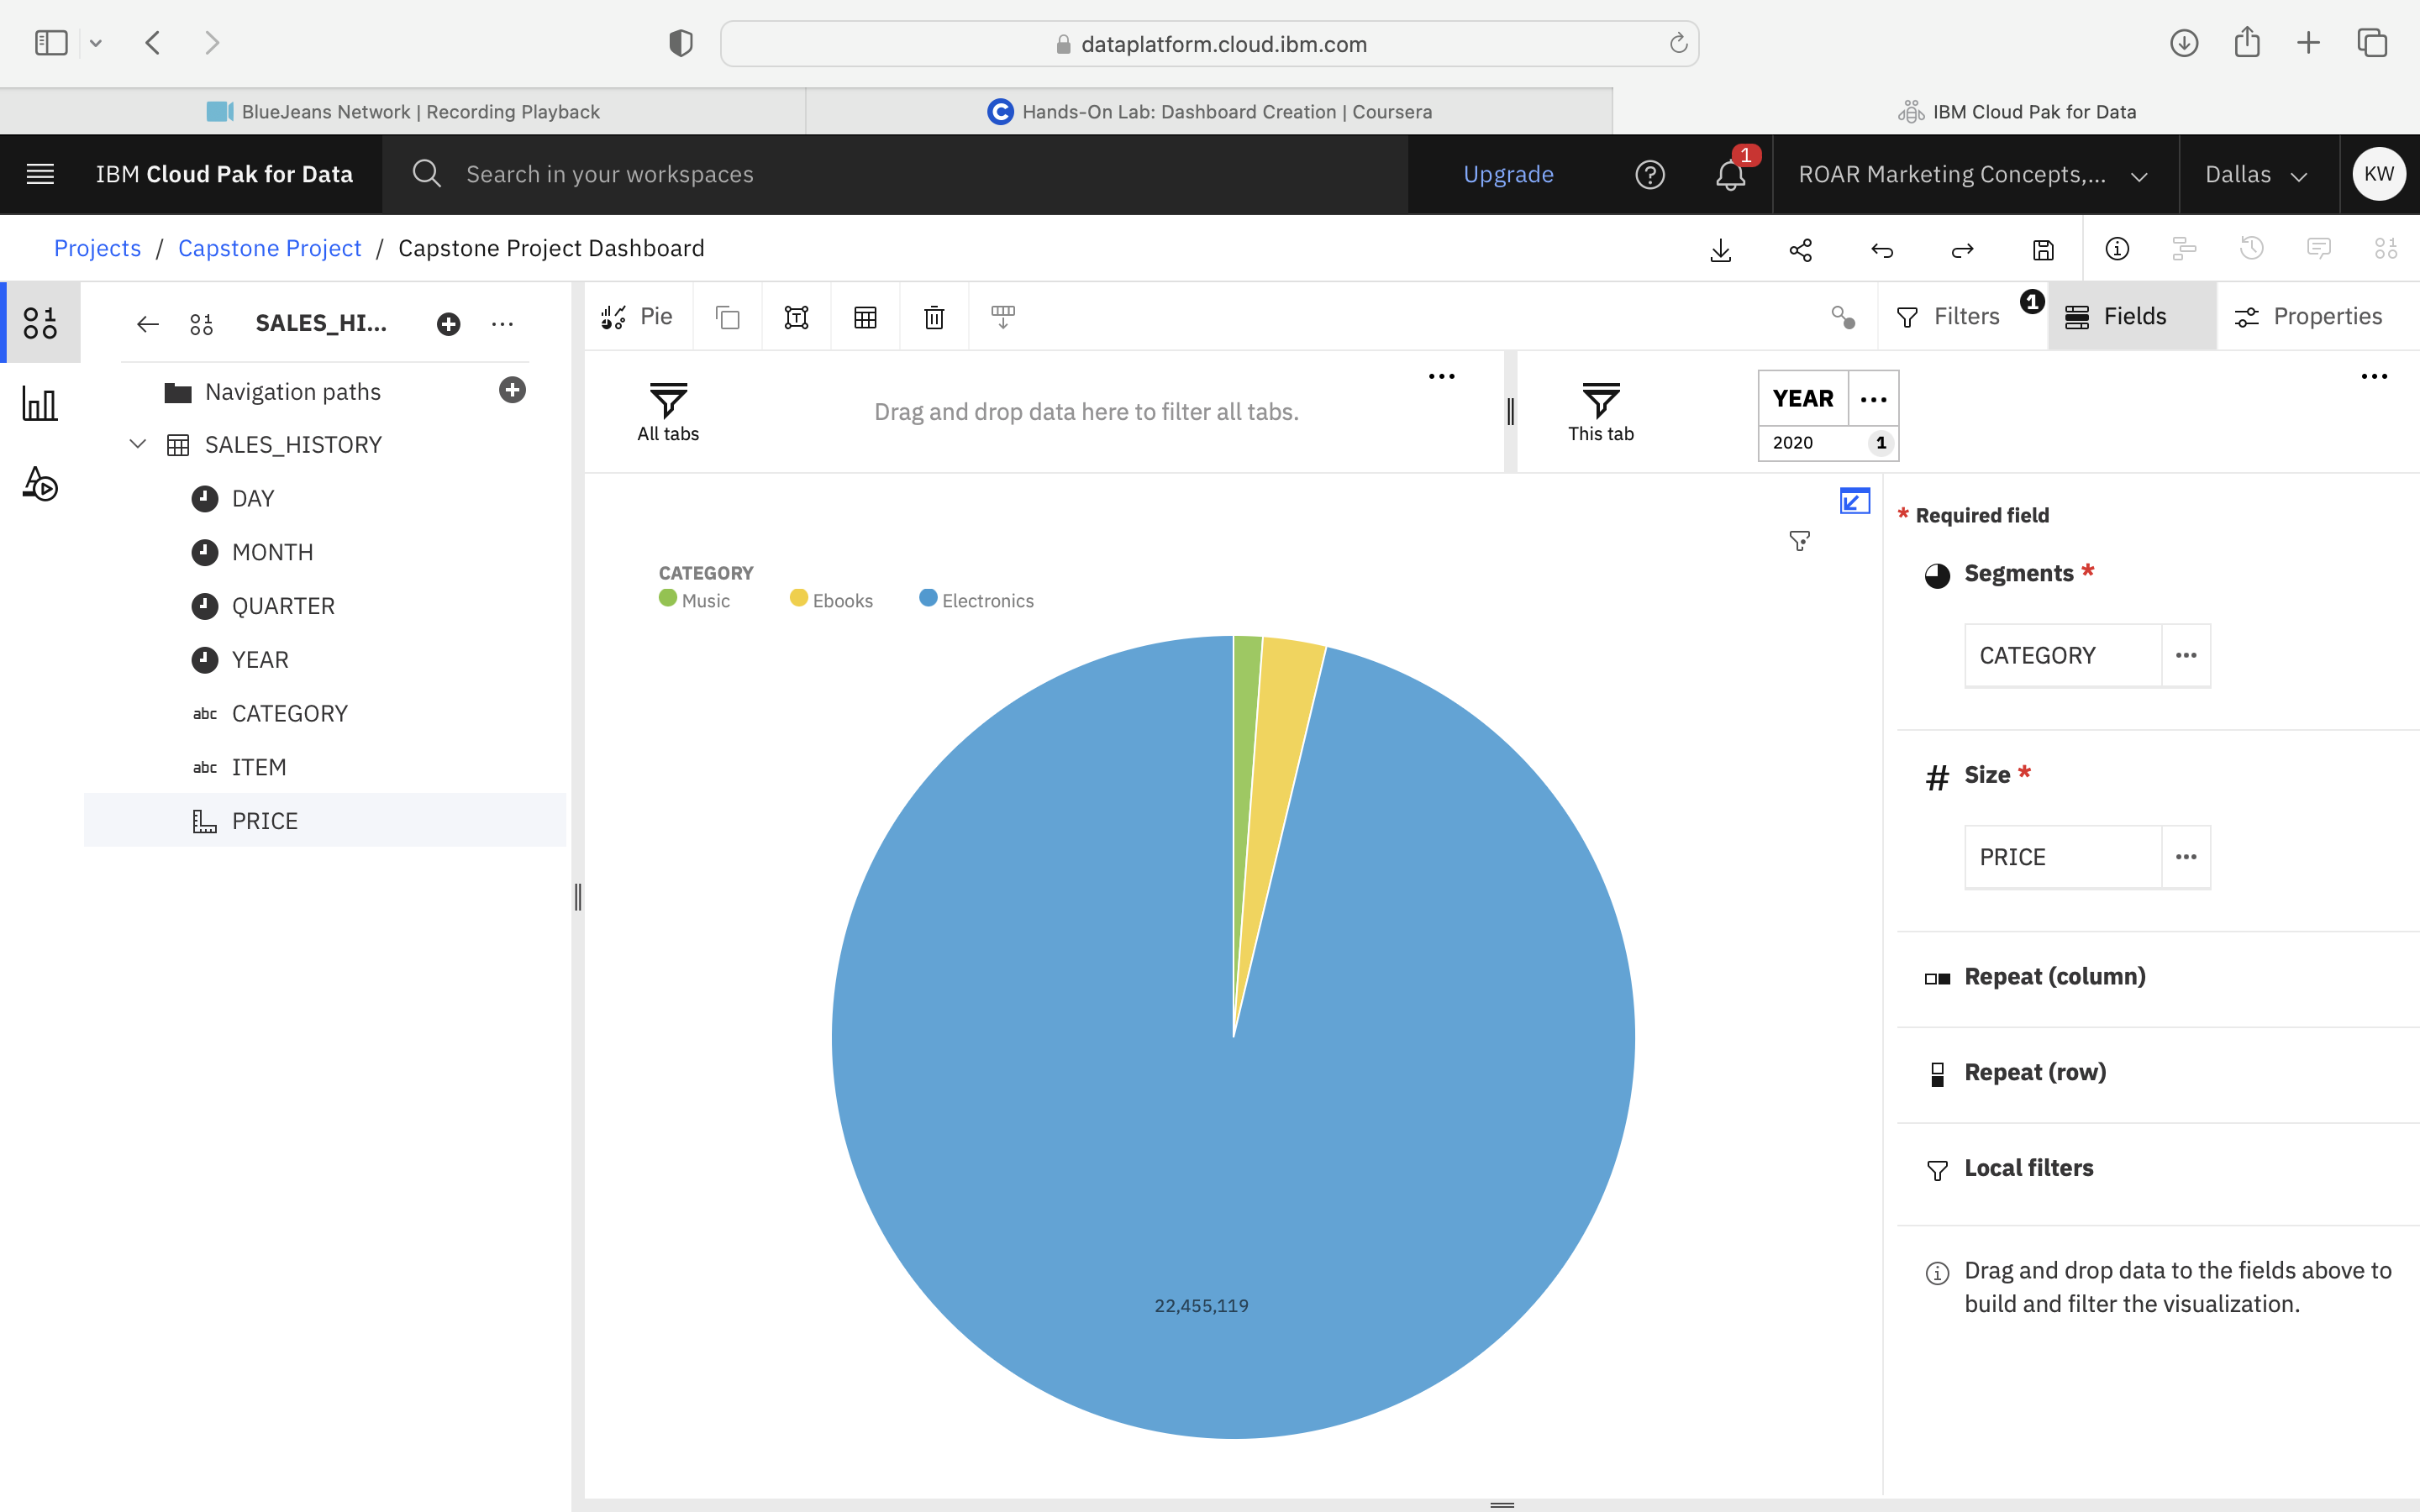 dataplatform.cloud.ibm.com
BlueJeans Network | Recording Playback
Hands-On Lab: Dashboard Creation | Coursera
IBM Cloud Pak for Data
IBM Cloud Pak for Data
Search in your workspaces
Upgrade
1
ROAR Marketing Concepts,...
Dallas
KW
Projects / Capstone Project / Capstone Project Dashboard
SALES_HI...
Pie
Filters
1
Fields
Properties
Navigation paths
SALES_HISTORY
DAY
MONTH
QUARTER
YEAR
abc CATEGORY
abc ITEM
PRICE
All tabs
Drag and drop data here to filter all tabs.
This tab
YEAR
2020 1
CATEGORY
Music Ebooks Electronics
22,455,119
* Required field
Segments *
CATEGORY
# Size *
PRICE
Repeat (column)
Repeat (row)
Local filters
Drag and drop data to the fields above to
build and filter the visualization.